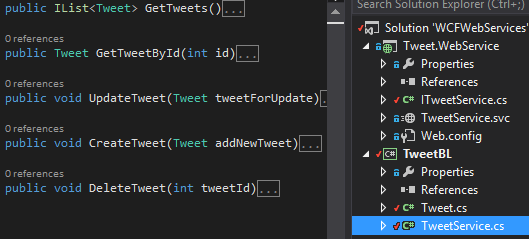 public IList<Tweet> GetTweets()...
0 references
public Tweet GetTweetById(int id)...
0 references
public void UpdateTweet(Tweet tweetForUpdate)
0 references
public void CreateTweet(Tweet addNewTweet)...
0 references
public void DeleteTweet(int tweetId)...
Search Solution Explorer (Ctrl+;)
Solution 'WCFWebServices'
Tweet.WebService
Properties
References
C# ITweetService.cs
TweetService.svc
Web.config
C# TweetBL
Properties
References
C# Tweet.cs
C# TweetService.cs